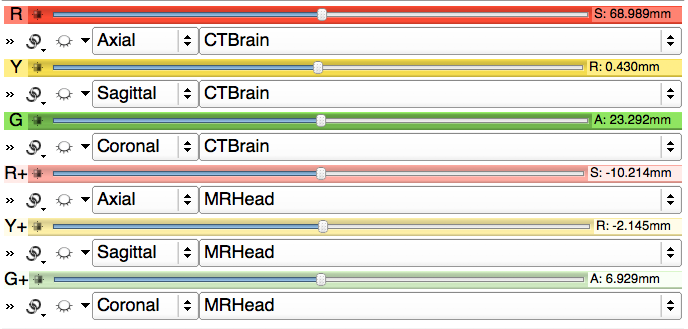 R S: 68.989mm
» Axial CTBrain
Y R: 0.430mm
» Sagittal CTBrain
G A: 23.292mm
» Coronal CTBrain
R+ S: -10.214mm
» Axial MRHead
Y+ R: -2.145mm
» Sagittal MRHead
G+ A: 6.929mm
» Coronal MRHead